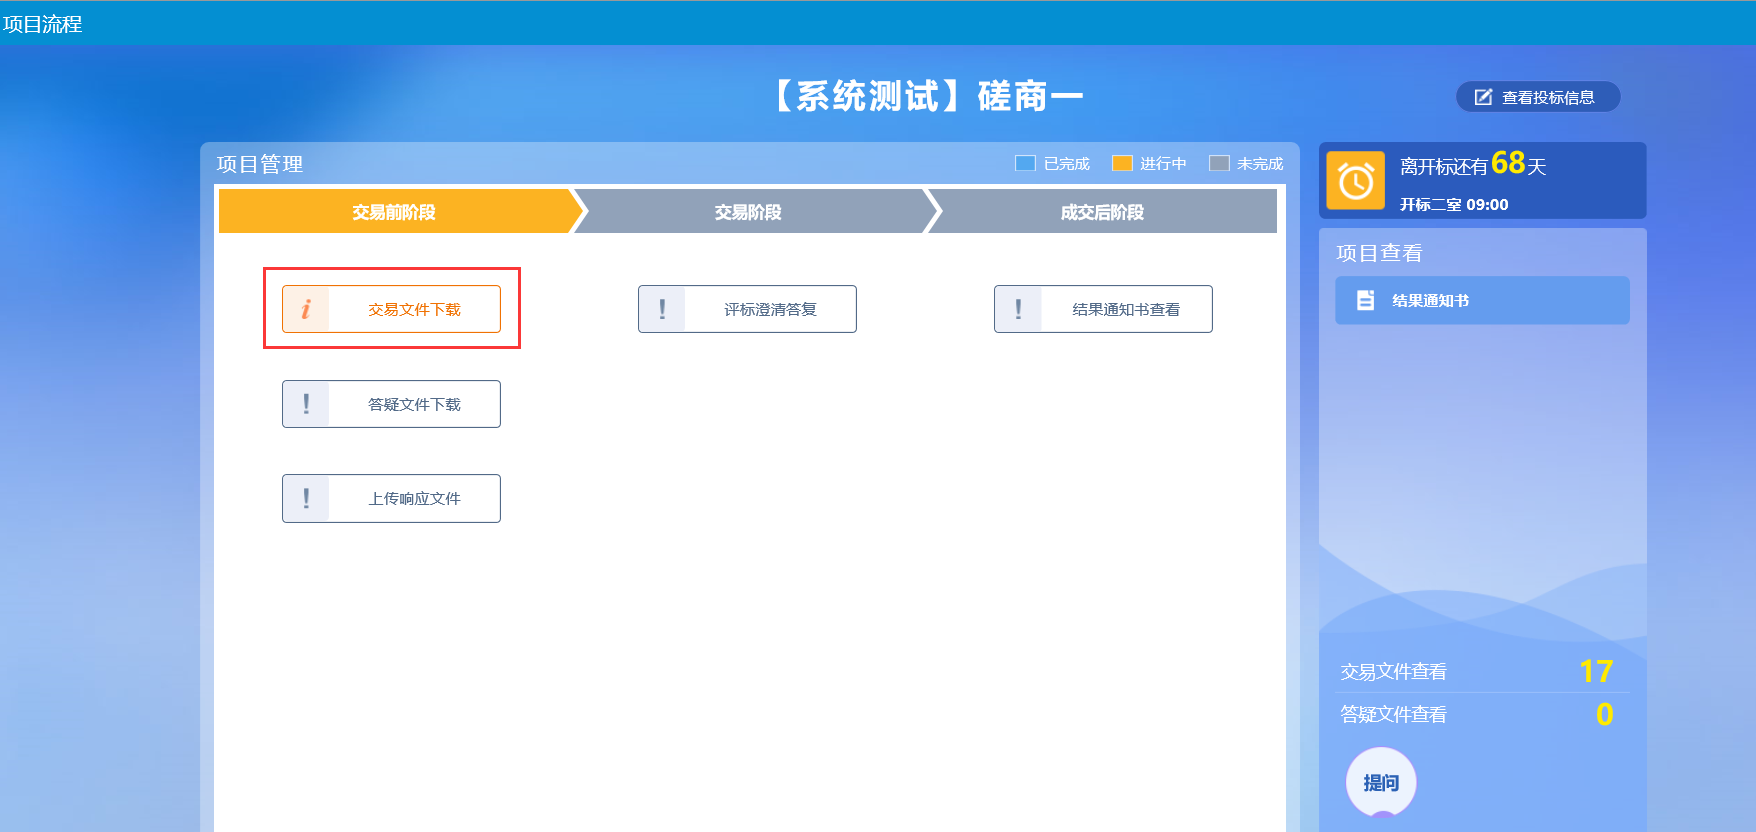 项目流程
【系统测试】磋商一
查看投标信息
项目管理
已完成 进行中 未完成
交易前阶段 交易阶段 成交后阶段
交易文件下载 评标澄清答复 结果通知书查看
答疑文件下载
上传响应文件
离开标还有68天
开标二室 09:00
项目查看
结果通知书
交易文件查看 17
答疑文件查看 0
提问